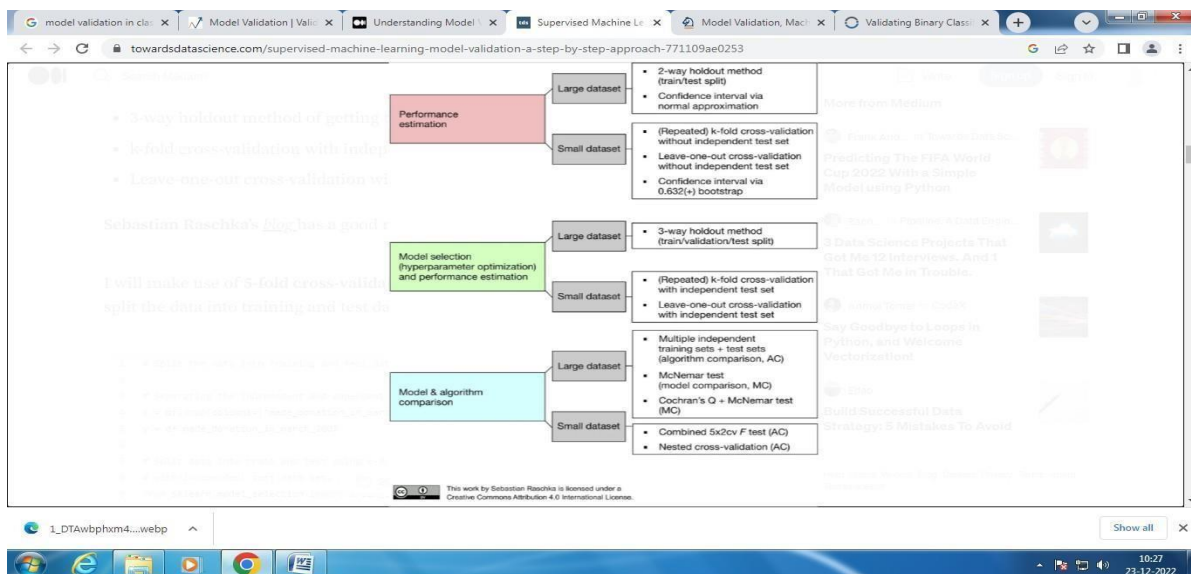 model validation in clas
Model Validation | Vali
Understanding Model
Supervised Machine Le
Model Validation, Mach
Validating Binary Classi
towardsdatascience.com/supervised-machine-learning-model-validation-a-step-by-step-approach-771109ae0253
Performance
estimation
Large dataset
• 2-way holdout method
(train/test split)
• Confidence interval via
normal approximation
Small dataset
• (Repeated) k-fold cross-validation
without independent test set
• Leave-one-out cross-validation
without independent test set
• Confidence interval via
0.632(+) bootstrap
Model selection
(hyperparameter optimization)
and performance estimation
Large dataset
• 3-way holdout method
(train/validation/test split)
Small dataset
• (Repeated) k-fold cross-validation
with independent test set
• Leave-one-out cross-validation
with independent test set
Model & algorithm
comparison
Large dataset
• Multiple independent
training sets + test sets
(algorithm comparison, AC)
• McNemar test
(model comparison, MC)
• Cochran's Q + McNemar test
(MC)
Small dataset
• Combined 5x2cv F test (AC)
• Nested cross-validation (AC)
This work by Sebastian Raschka is licensed under a
Creative Commons Attribution 4.0 International License.
• 3-way holdout method of getting
• k-fold cross-validation with indep
• Leave-one-out cross-validation wi
Sebastian Raschka's Blog has a good
I will make use of 5-fold cross-valida
split the data into training and test da
More from Medium
Predicting The FIFA World
Cup 2022 With a Simple
Model using Python
3 Data Science Projects That
Got Me 12 Interviews. And 1
That Got Me in Trouble.
Say Goodbye to Loops in
Python, and Welcome
Vectorization!
Build Successful Data
Strategy: 5 Mistakes To Avoid
1_DTAwbphxm4....webp
Show all
10:27
23-12-2022